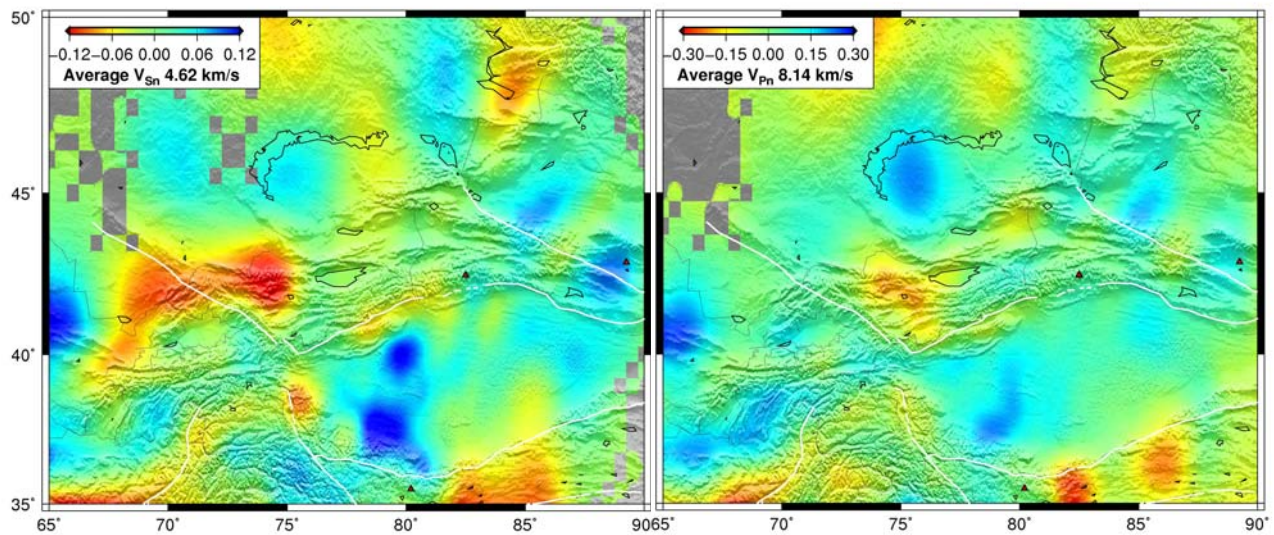 50°
45°
40°
35°
−0.12 −0.06 0.00 0.06 0.12
Average V_Sn 4.62 km/s
−0.30 −0.15 0.00 0.15 0.30
Average V_Pn 8.14 km/s
65° 70° 75° 80° 85° 90 65° 70° 75° 80° 85° 90°